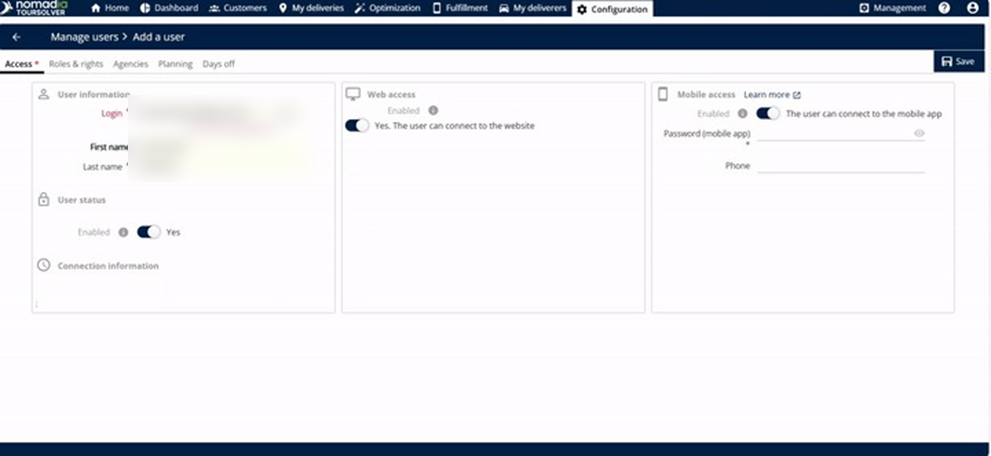 nomadia
TOURSOLVER
Home
Dashboard
Customers
My deliveries
Optimization
Fulfillment
My deliverers
Configuration
Management
Manage users > Add a user
Access *
Roles & rights
Agencies
Planning
Days off
Save
User information
Login *
First name
Last name *
User status
Enabled
Yes
Connection information
:
Web access
Enabled
Yes. The user can connect to the website
Mobile access
Learn more
Enabled
The user can connect to the mobile app
Password (mobile app)
*
Phone